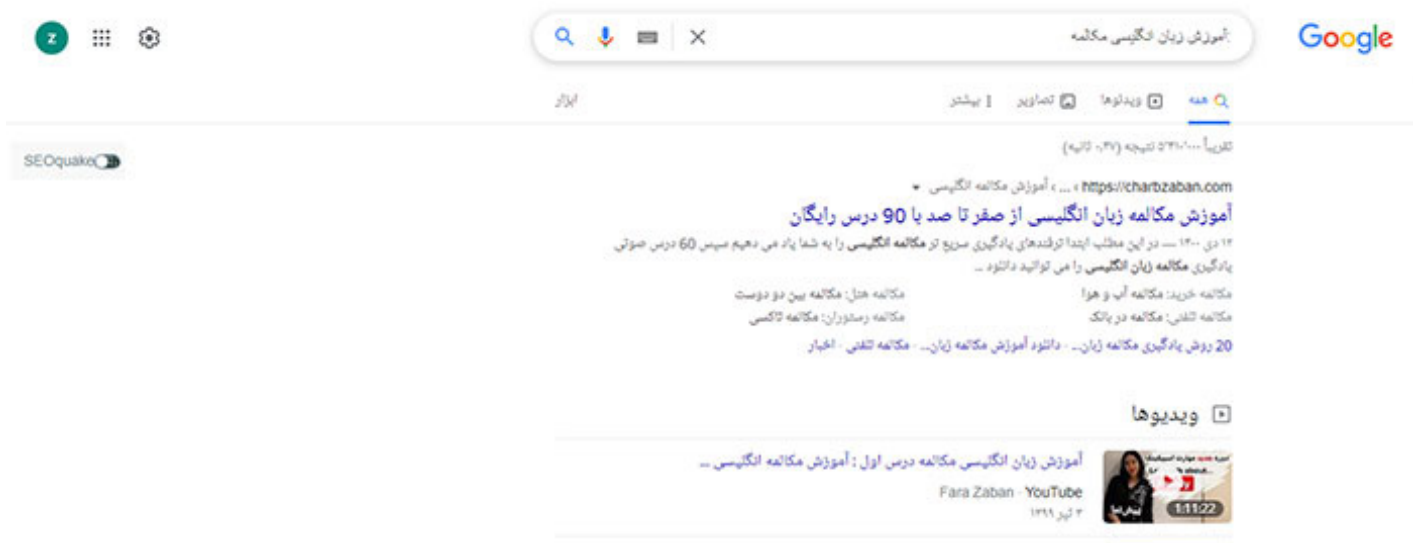 Google
آموزش زبان انگلیسی مکالمه
Z
همه
ویدئوها
تصاویر
بیشتر
ابزار
SEOquake
تقریباً ۵٬۳۱۰٬۰۰۰ نتیجه (۰٫۴۷ ثانیه)
https://charbzaban.com › ... › آموزش مکالمه انگلیسی
آموزش مکالمه زبان انگلیسی از صفر تا صد با 90 درس رایگان
۱۲ دی ۱۴۰۰ — در این مطلب ابتدا ترفندهای یادگیری سریع تر مکالمه انگلیسی را به شما یاد می دهیم سپس 60 درس صوتی
یادگیری مکالمه زبان انگلیسی را می توانید دانلود ...
مکالمه خرید: مکالمه آب و هوا
مکالمه هتل: مکالمه بین دو دوست
مکالمه تلفنی: مکالمه در بانک
مکالمه رستوران: مکالمه تاکسی
20 روش یادگیری مکالمه زبان... · دانلود آموزش مکالمه زبان... · مکالمه تلفنی · اخبار
ویدیوها
آموزش زبان انگلیسی مکالمه درس اول ; آموزش مکالمه انگلیسی ...
Fara Zaban · YouTube
۳ تیر ۱۳۹۹
1:11:22